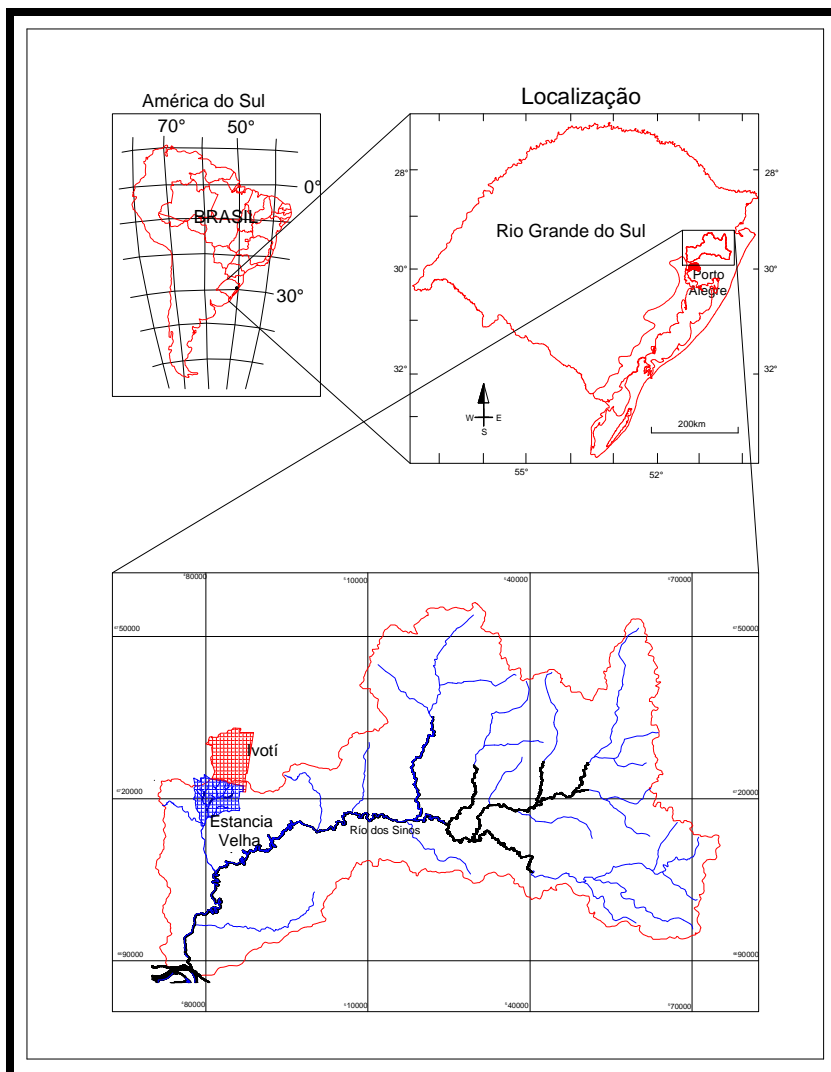 América do Sul
70° 50°
0°
BRASIL
30°
Localização
28° 28°
Rio Grande do Sul
30° 30°
Porto
Alegre
32° 32°
W E
S
200km
55° 52°
80000 10000 40000 70000
50000 50000
Ivotí
20000 20000
Estancia
Velha
Río dos Sinos
90000 90000
80000 10000 40000 70000